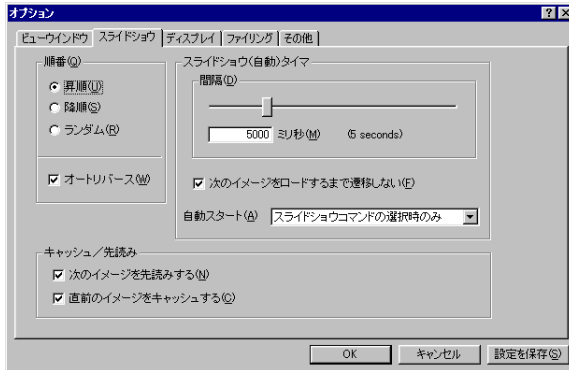 オプション
ビューウインドウ スライドショウ ディスプレイ ファイリング その他
順番(O)
昇順(U)
降順(S)
ランダム(R)
オートリバース(W)
スライドショウ(自動)タイマ
間隔(D)
5000 ミリ秒(M) (5 seconds)
次のイメージをロードするまで遷移しない(F)
自動スタート(A) スライドショウコマンドの選択時のみ
キャッシュ／先読み
次のイメージを先読みする(N)
直前のイメージをキャッシュする(C)
OK キャンセル 設定を保存(S)